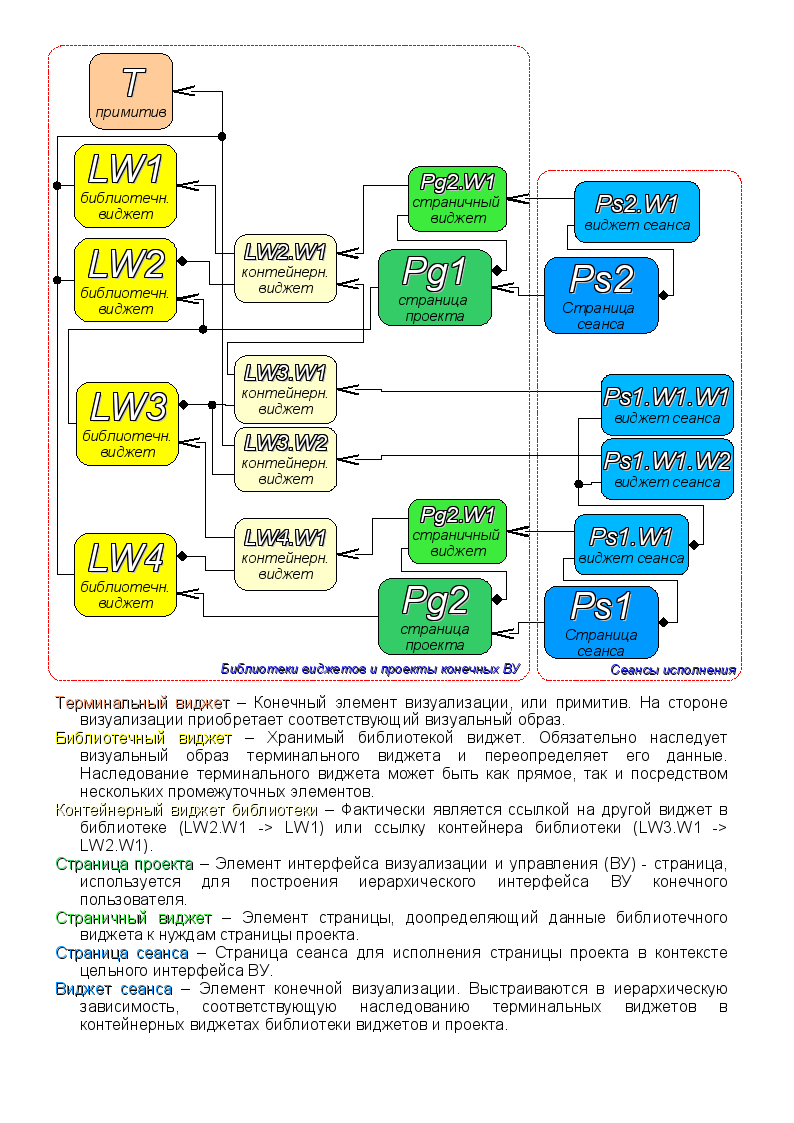 T
примитив
LW1
библиотечн.
виджет
Pg2.W1
страничный
виджет
Ps2.W1
виджет сеанса
LW2
библиотечн.
виджет
LW2.W1
контейнерн.
виджет
Pg1
страница
проекта
Ps2
Страница
сеанса
LW3
библиотечн.
виджет
LW3.W1
контейнерн.
виджет
Ps1.W1.W1
виджет сеанса
LW3.W2
контейнерн.
виджет
Ps1.W1.W2
виджет сеанса
LW4
библиотечн.
виджет
LW4.W1
контейнерн.
виджет
Pg2.W1
страничный
виджет
Ps1.W1
виджет сеанса
Pg2
страница
проекта
Ps1
Страница
сеанса
Библиотеки виджетов и проекты конечных ВУ
Сеансы исполнения
Терминальный виджет – Конечный элемент визуализации, или примитив. На стороне
визуализации приобретает соответствующий визуальный образ.
Библиотечный виджет – Хранимый библиотекой виджет. Обязательно наследует
визуальный образ терминального виджета и переопределяет его данные.
Наследование терминального виджета может быть как прямое, так и посредством
нескольких промежуточных элементов.
Контейнерный виджет библиотеки – Фактически является ссылкой на другой виджет в
библиотеке (LW2.W1 -> LW1) или ссылку контейнера библиотеки (LW3.W1 ->
LW2.W1).
Страница проекта – Элемент интерфейса визуализации и управления (ВУ) - страница,
используется для построения иерархического интерфейса ВУ конечного
пользователя.
Страничный виджет – Элемент страницы, доопределяющий данные библиотечного
виджета к нуждам страницы проекта.
Страница сеанса – Страница сеанса для исполнения страницы проекта в контексте
цельного интерфейса ВУ.
Виджет сеанса – Элемент конечной визуализации. Выстраиваются в иерархическую
зависимость, соответствующую наследованию терминальных виджетов в
контейнерных виджетах библиотеки виджетов и проекта.